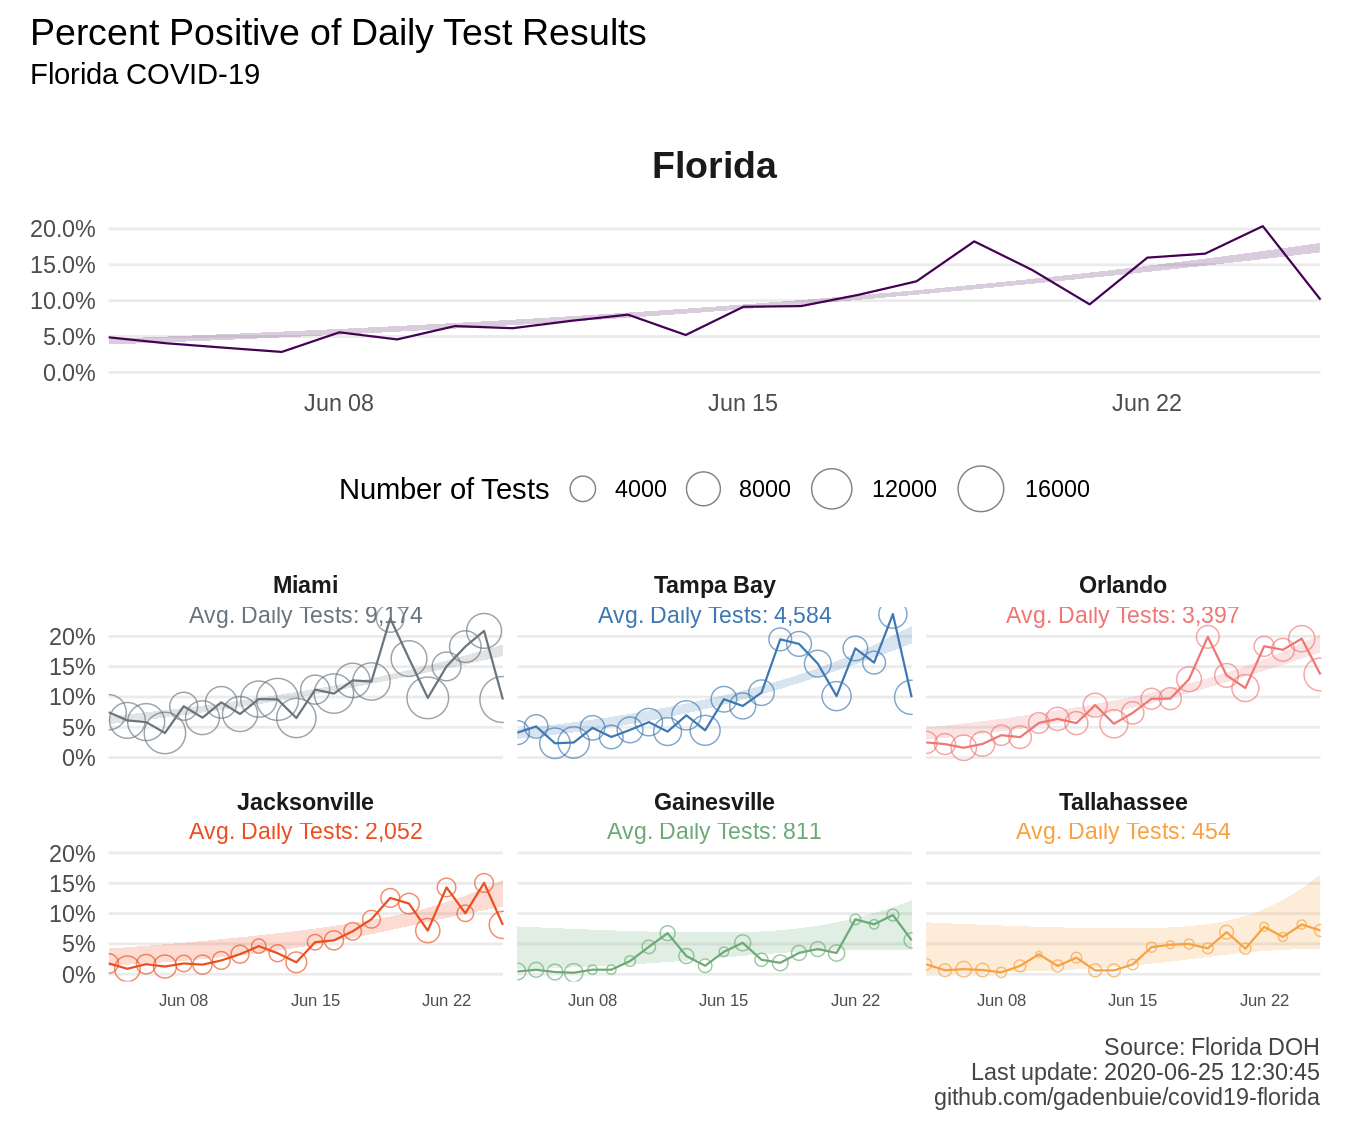 Percent Positive of Daily Test Results
Florida COVID-19
Florida
20.0%
15.0%
10.0%
5.0%
0.0%
Jun 08 Jun 15 Jun 22
Number of Tests 4000 8000 12000 16000
Miami Tampa Bay Orlando
Avg. Daily Tests: 9,174 Avg. Daily Tests: 4,584 Avg. Daily Tests: 3,397
20%
15%
10%
5%
0%
Jacksonville Gainesville Tallahassee
Avg. Daily Tests: 2,052 Avg. Daily Tests: 811 Avg. Daily Tests: 454
20%
15%
10%
5%
0%
Jun 08 Jun 15 Jun 22 Jun 08 Jun 15 Jun 22 Jun 08 Jun 15 Jun 22
Source: Florida DOH
Last update: 2020-06-25 12:30:45
github.com/gadenbuie/covid19-florida